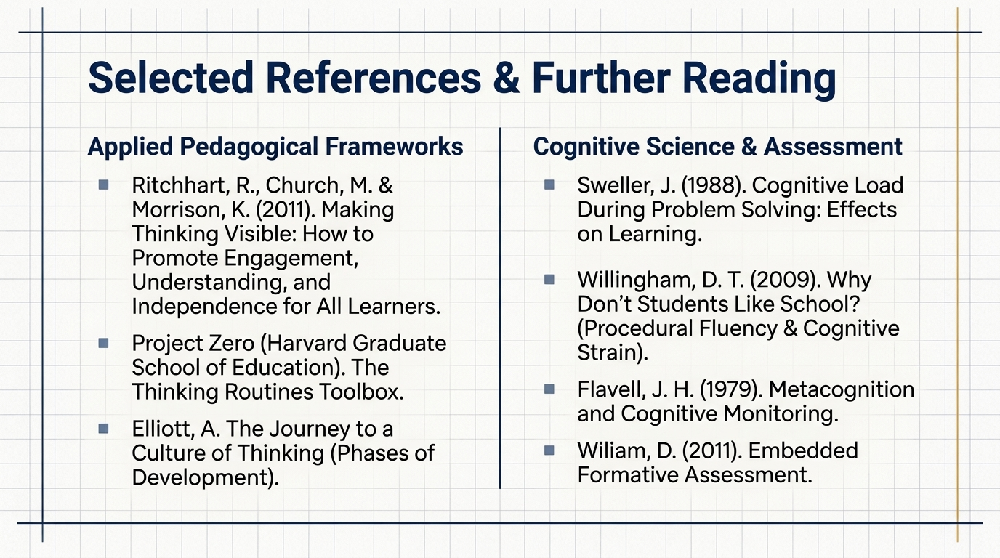 Selected References & Further Reading
Applied Pedagogical Frameworks
Ritchhart, R., Church, M. &
Morrison, K. (2011). Making
Thinking Visible: How to
Promote Engagement,
Understanding, and
Independence for All Learners.
Project Zero (Harvard Graduate
School of Education). The
Thinking Routines Toolbox.
Elliott, A. The Journey to a
Culture of Thinking (Phases of
Development).
Cognitive Science & Assessment
Sweller, J. (1988). Cognitive Load
During Problem Solving: Effects
on Learning.
Willingham, D. T. (2009). Why
Don’t Students Like School?
(Procedural Fluency & Cognitive
Strain).
Flavell, J. H. (1979). Metacognition
and Cognitive Monitoring.
Wiliam, D. (2011). Embedded
Formative Assessment.